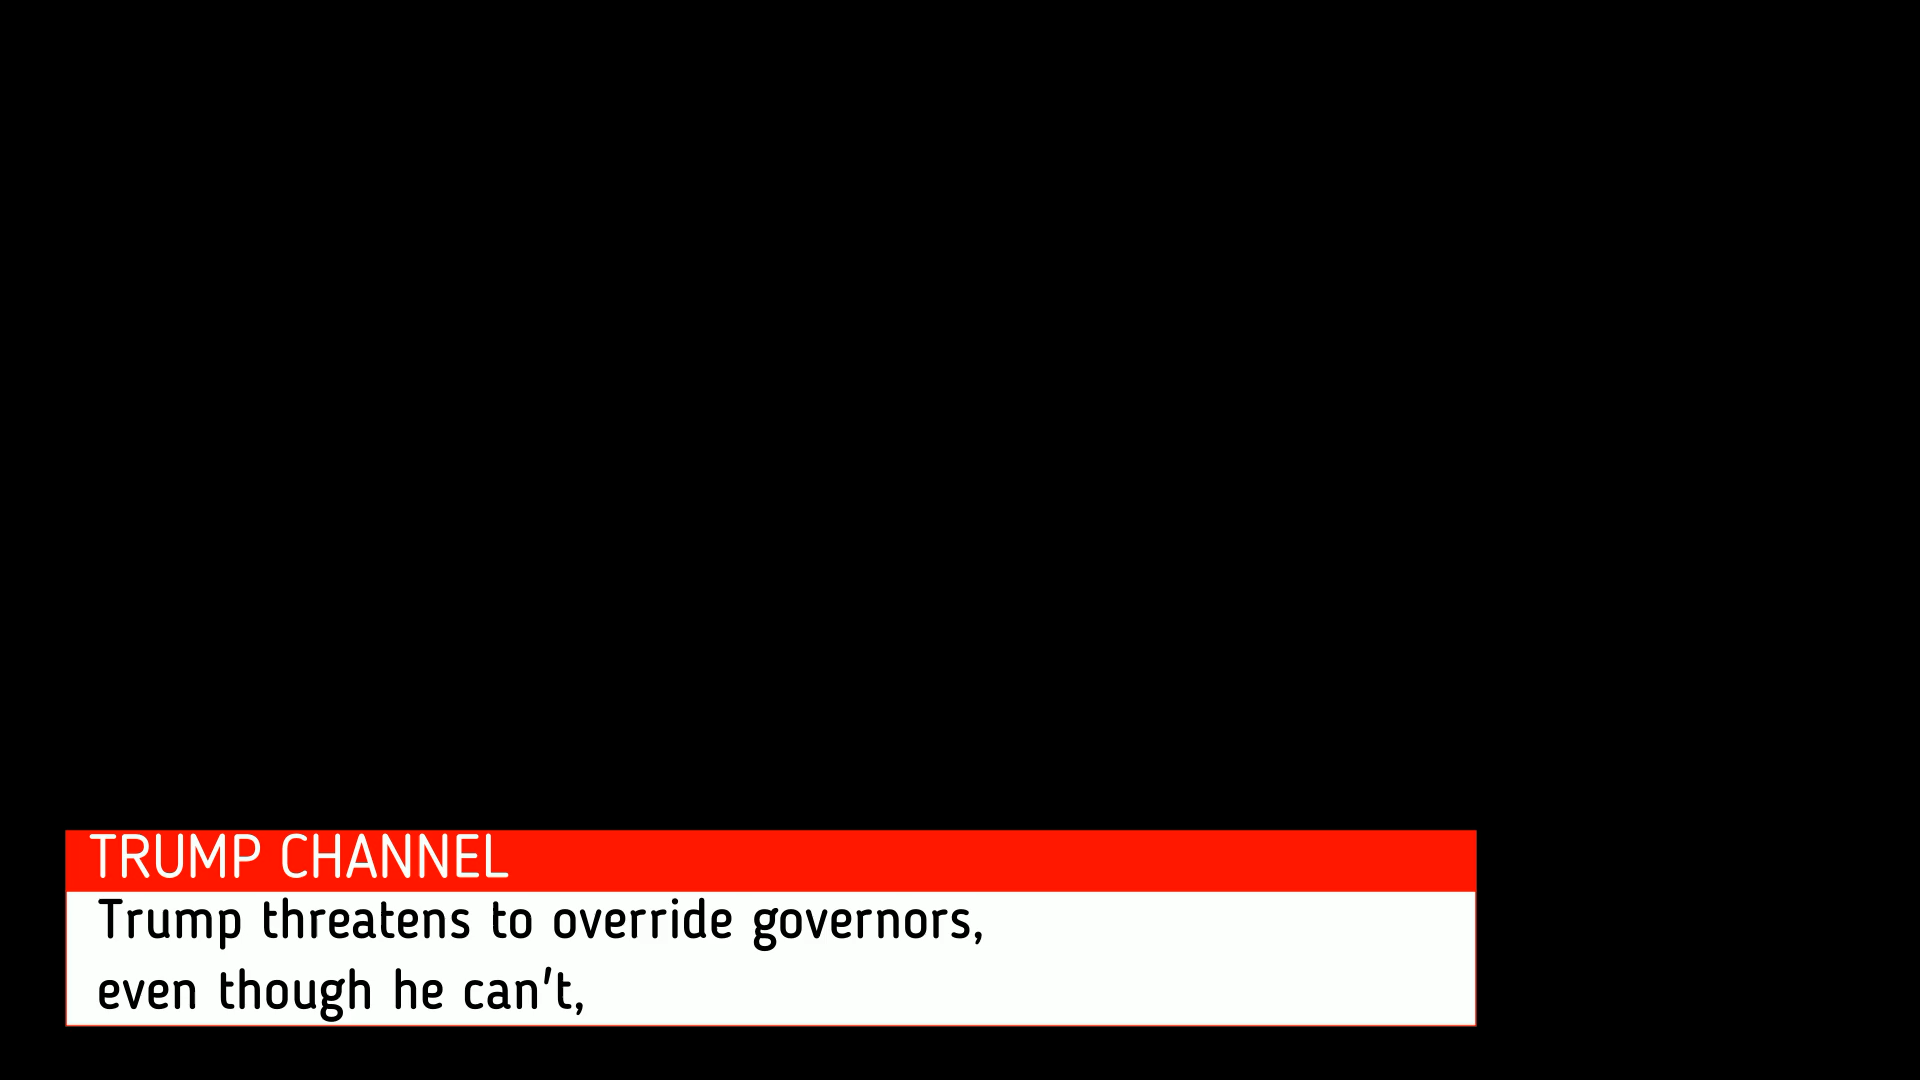 TRUMP CHANNEL
Trump threatens to override governors,
even though he can't,